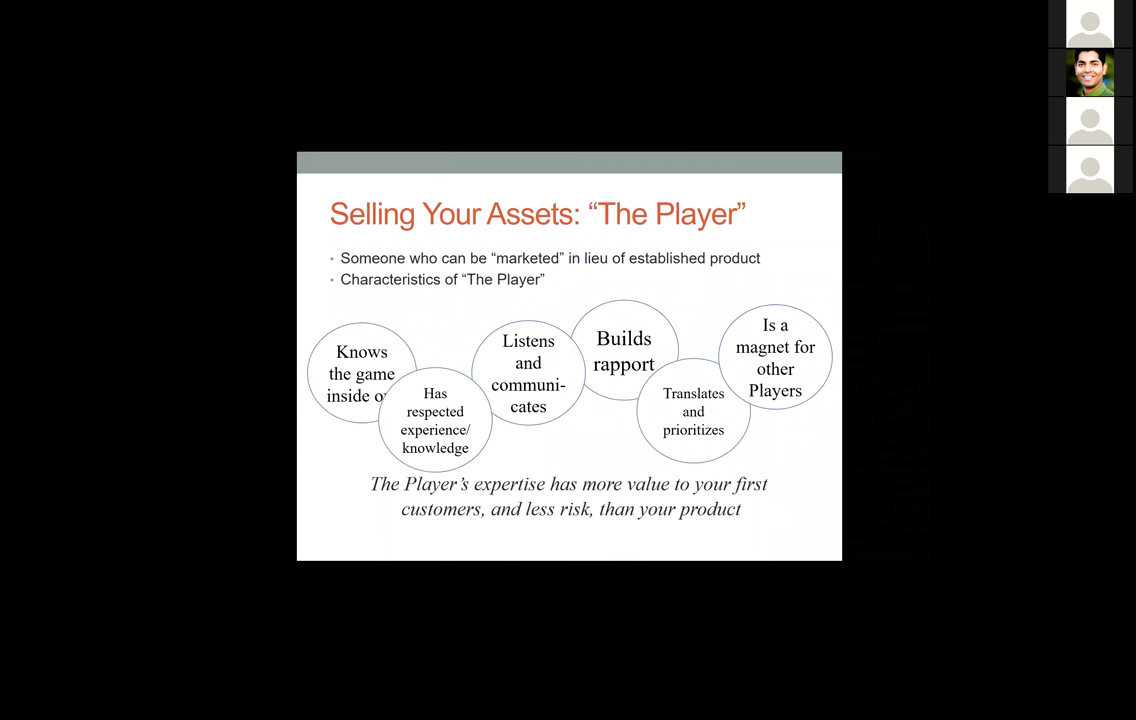 Selling Your Assets: “The Player”
• Someone who can be “marketed” in lieu of established product
• Characteristics of “The Player”
Knows
the game
inside
Has
respected
experience/
knowledge
Listens
and
communi-
cates
Builds
rapport
Translates
and
prioritizes
Is a
magnet for
other
Players
The Player’s expertise has more value to your first
customers, and less risk, than your product